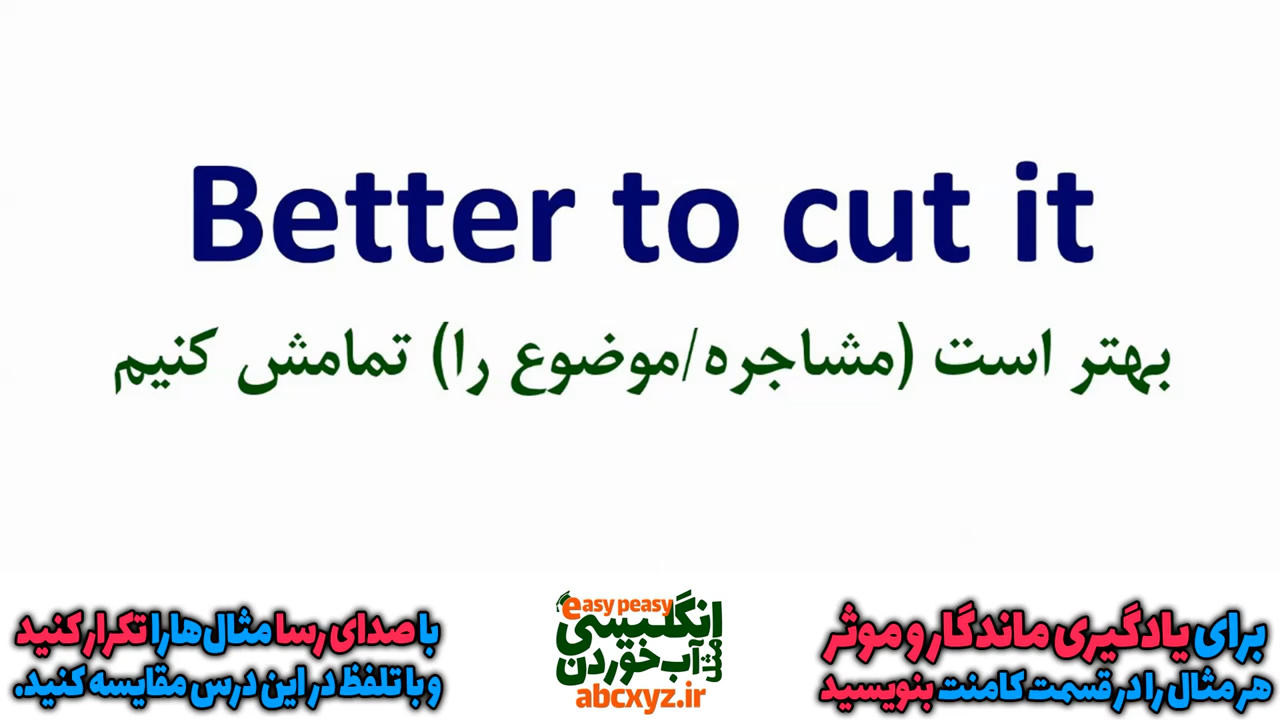 Better to cut it
بهتر است (مشاجره/موضوع را) تمامش کنیم
برای یادگیری ماندگار و موثر
هر مثال را در قسمت کامنت بنویسید
easy peasy
انگلیسی
مثل آب خوردن
abcxyz.ir
با صدای رسا مثال‌ها را تکرار کنید
و با تلفظ در این درس مقایسه کنید.